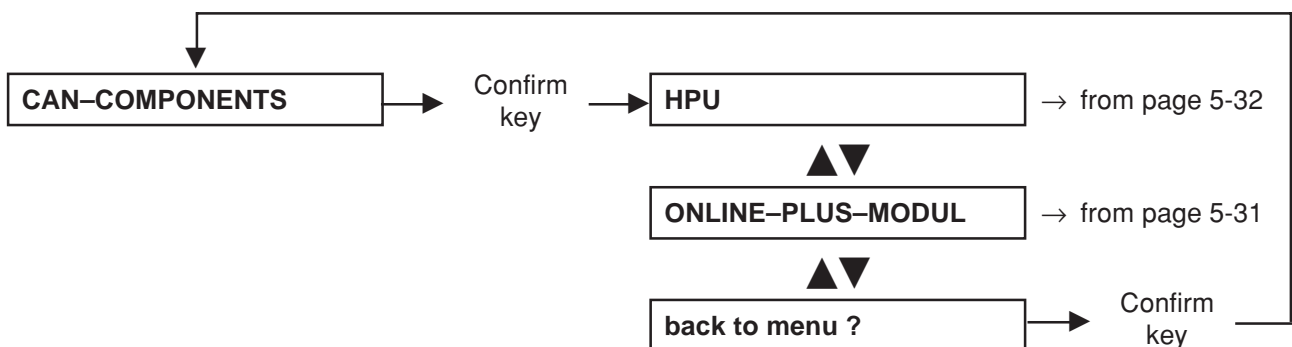 CAN–COMPONENTS
Confirm
key
HPU
→ from page 5-32
ONLINE–PLUS–MODUL
→ from page 5-31
back to menu ?
Confirm
key